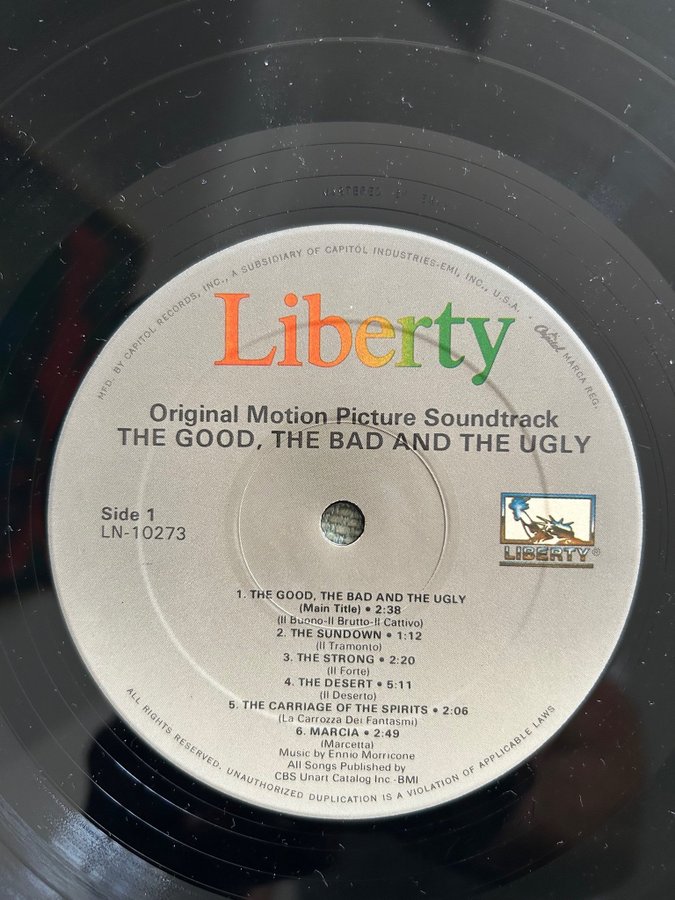 MFD. BY CAPITOL RECORDS, INC., A SUBSIDIARY OF CAPITOL INDUSTRIES-EMI, INC., U.S.A. • Capitol MARCA REG.
Liberty
Original Motion Picture Soundtrack
THE GOOD, THE BAD AND THE UGLY
Side 1
LN-10273
LIBERTY®
1. THE GOOD, THE BAD AND THE UGLY
(Main Title) • 2:38
(Il Buono-Il Brutto-Il Cattivo)
2. THE SUNDOWN • 1:12
(Il Tramonto)
3. THE STRONG • 2:20
(Il Forte)
4. THE DESERT • 5:11
(Il Deserto)
5. THE CARRIAGE OF THE SPIRITS • 2:06
(La Carrozza Dei Fantasmi)
6. MARCIA • 2:49
(Marcetta)
Music by Ennio Morricone
All Songs Published by
CBS Unart Catalog Inc -BMI
ALL RIGHTS RESERVED. UNAUTHORIZED DUPLICATION IS A VIOLATION OF APPLICABLE LAWS